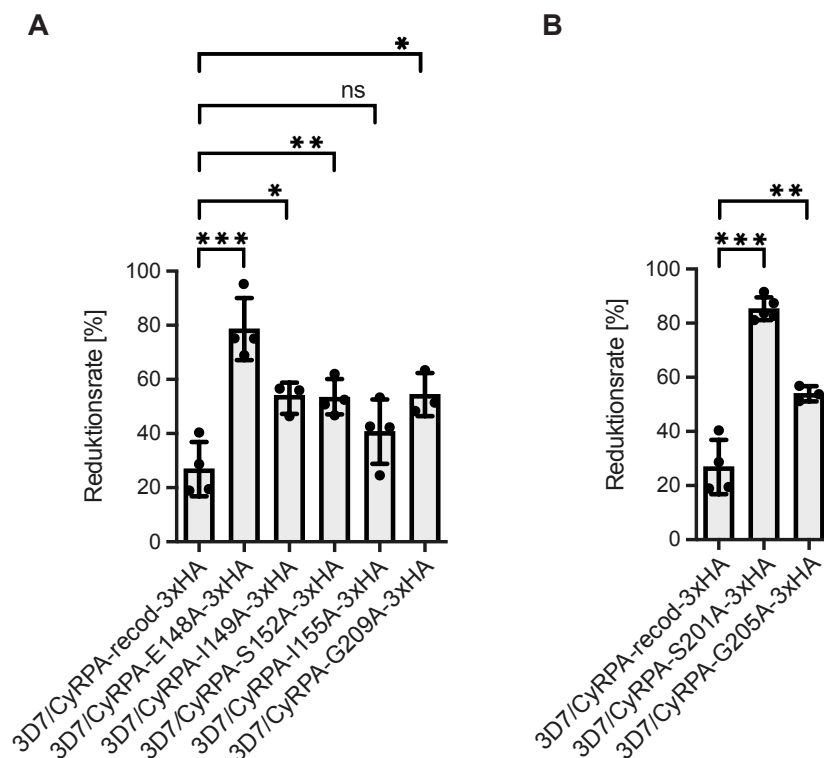 A
B
*
ns
**
*
***
**
***
100
80
60
40
20
0
Reduktionsrate [%]
3D7/CyRPA-recod-3xHA
3D7/CyRPA-E148A-3xHA
3D7/CyRPA-I149A-3xHA
3D7/CyRPA-S152A-3xHA
3D7/CyRPA-I155A-3xHA
3D7/CyRPA-G209A-3xHA
100
80
60
40
20
0
Reduktionsrate [%]
3D7/CyRPA-recod-3xHA
3D7/CyRPA-S201A-3xHA
3D7/CyRPA-G205A-3xHA